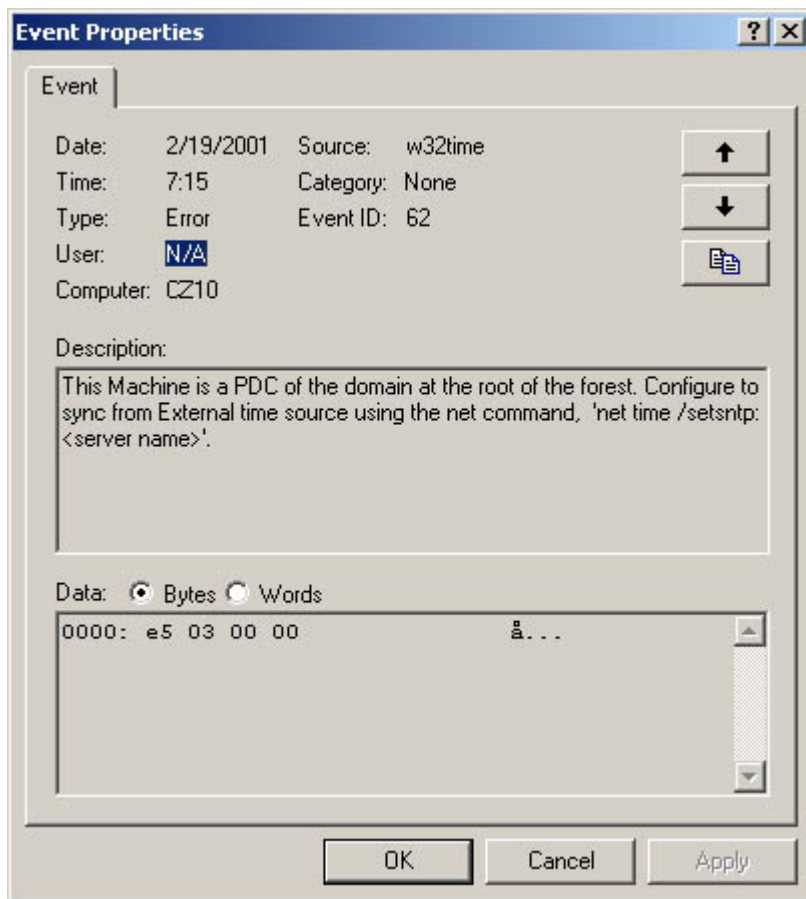 Event Properties
Event
Date: 2/19/2001 Source: w32time
Time: 7:15 Category: None
Type: Error Event ID: 62
User: N/A
Computer: CZ10
Description:
This Machine is a PDC of the domain at the root of the forest. Configure to
sync from External time source using the net command, 'net time /setsntp:
<server name>'.
Data: Bytes Words
0000: e5 03 00 00 å...
OK Cancel Apply